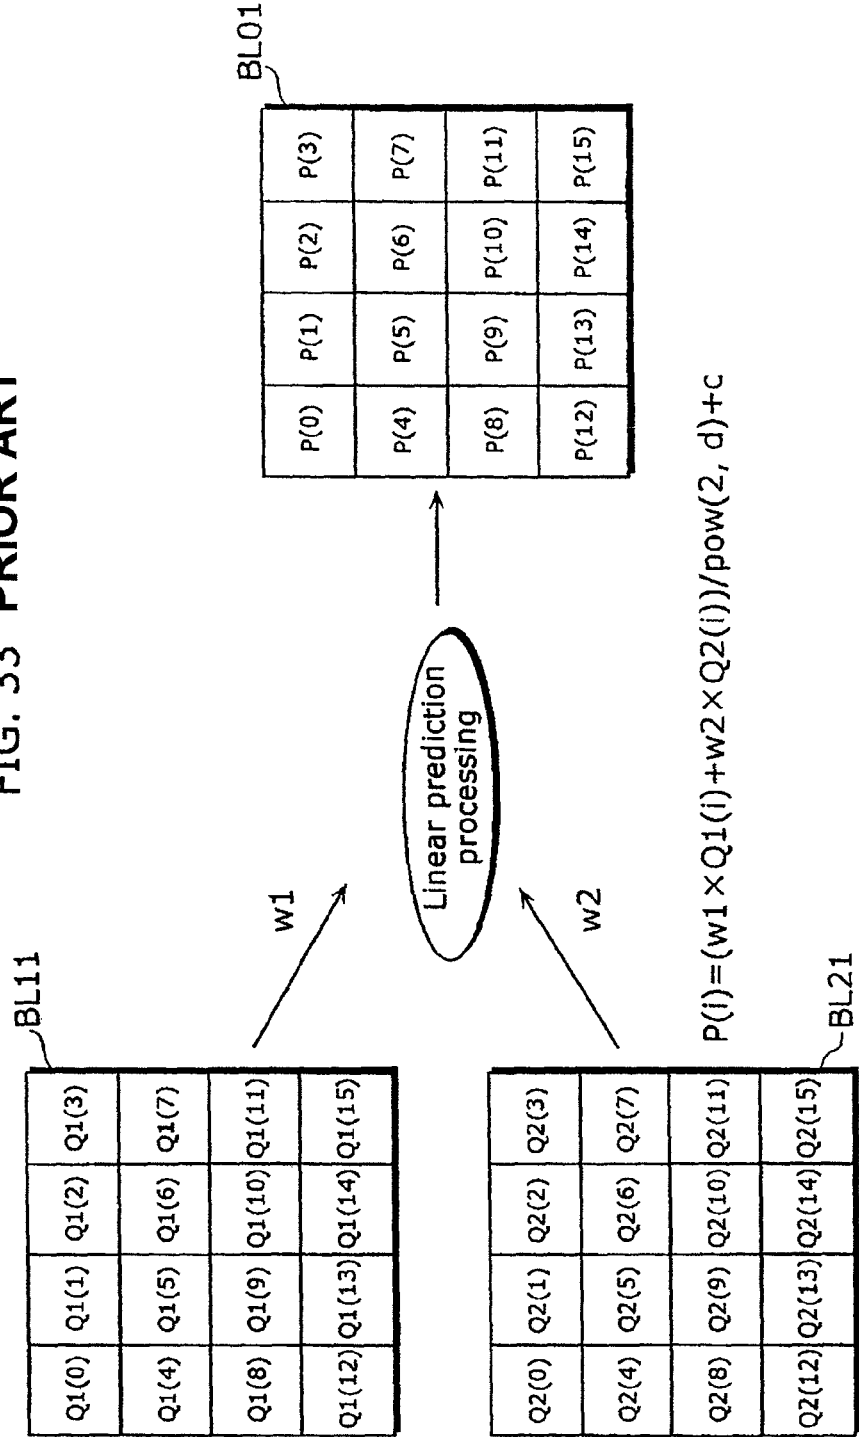 FIG. 33 PRIOR ART
BL11
Q1(0) Q1(1) Q1(2) Q1(3)
Q1(4) Q1(5) Q1(6) Q1(7)
Q1(8) Q1(9) Q1(10) Q1(11)
Q1(12) Q1(13) Q1(14) Q1(15)
w1
Linear prediction
processing
w2
BL01
P(0) P(1) P(2) P(3)
P(4) P(5) P(6) P(7)
P(8) P(9) P(10) P(11)
P(12) P(13) P(14) P(15)
Q2(0) Q2(1) Q2(2) Q2(3)
Q2(4) Q2(5) Q2(6) Q2(7)
Q2(8) Q2(9) Q2(10) Q2(11)
Q2(12) Q2(13) Q2(14) Q2(15)
BL21
P(i)=(w1×Q1(i)+w2×Q2(i))/pow(2, d)+c